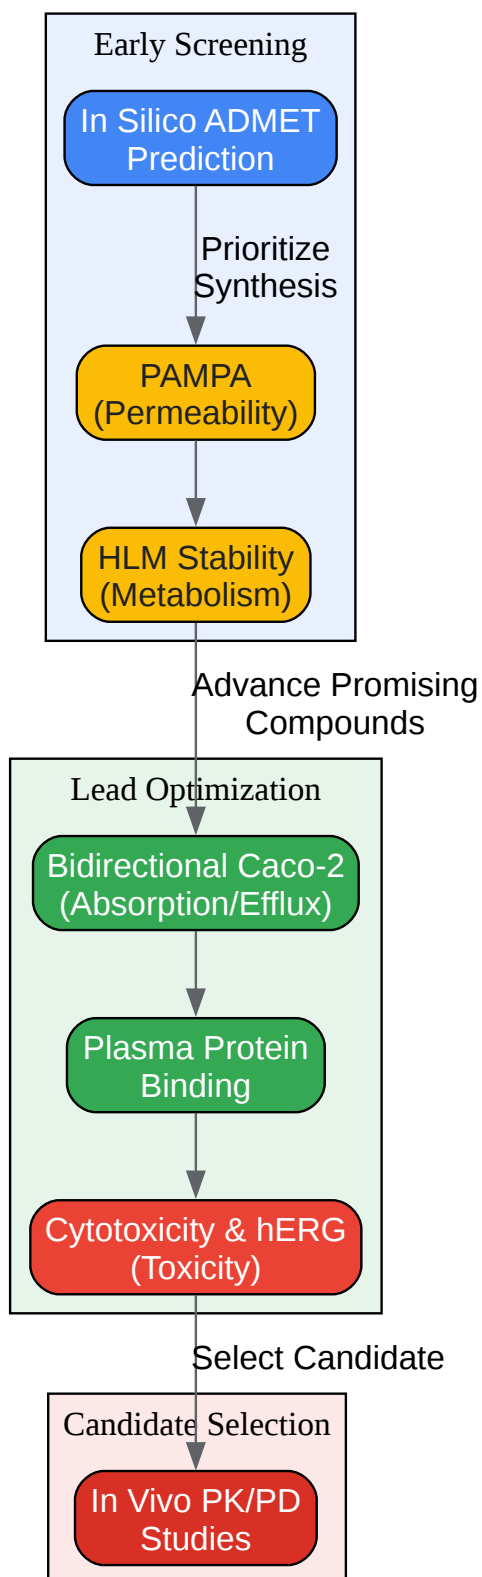 Early Screening
In Silico ADMET
Prediction
Prioritize
Synthesis
PAMPA
(Permeability)
HLM Stability
(Metabolism)
Advance Promising
Compounds
Lead Optimization
Bidirectional Caco-2
(Absorption/Efflux)
Plasma Protein
Binding
Cytotoxicity & hERG
(Toxicity)
Select Candidate
Candidate Selection
In Vivo PK/PD
Studies